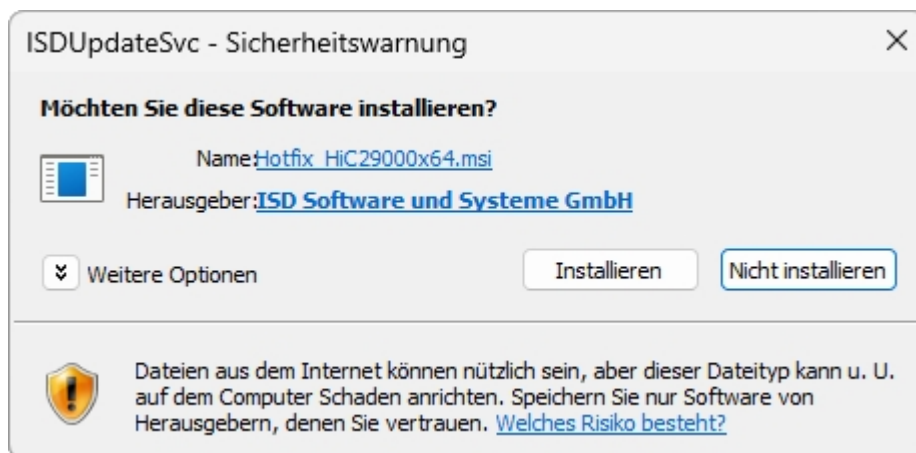 ISDUpdateSvc - Sicherheitswarnung
Möchten Sie diese Software installieren?
Name: Hotfix_HiC29000x64.msi
Herausgeber: ISD Software und Systeme GmbH
Weitere Optionen
Installieren
Nicht installieren
Dateien aus dem Internet können nützlich sein, aber dieser Dateityp kann u. U.
auf dem Computer Schaden anrichten. Speichern Sie nur Software von
Herausgebern, denen Sie vertrauen. Welches Risiko besteht?